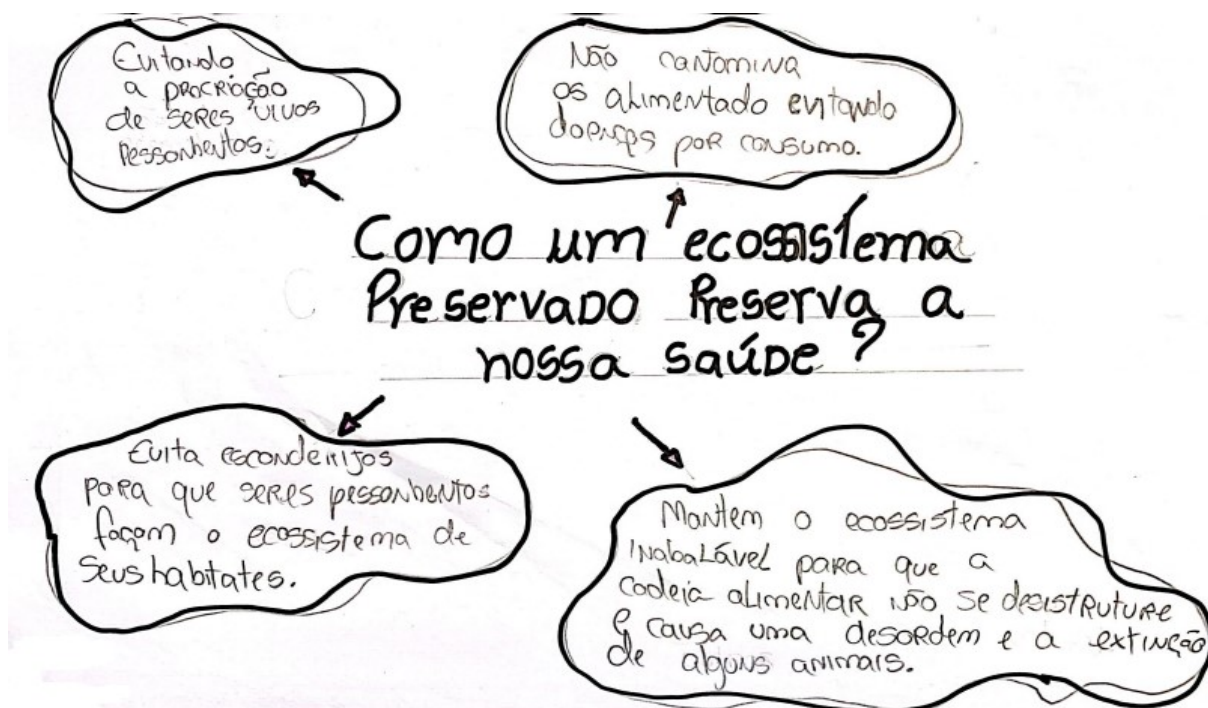 Evitando
a procriação
de seres vivos
Pessonhentos.
Não contamina
os alimentado evitando
doenças por consumo.
Como um ecossistema
Preservado Preserva a
nossa saúde?
Evita esconderijos
para que seres pessonhentos
façam o ecossistema de
seus habitates.
Mantem o ecossistema
inabalável para que a
cadeia alimentar não se desistruture
e causa uma desordem e a extinção
de alguns animais.